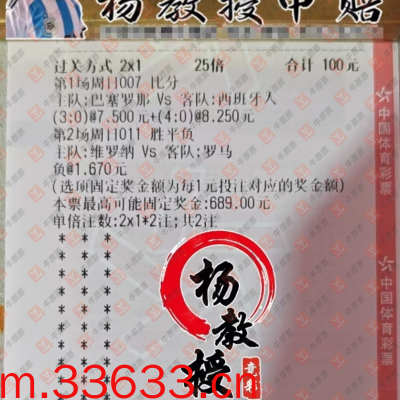 杨教授中赔
过关方式 2x1 25倍 合计 100元
第1场周日007 比分
主队:巴塞罗那 Vs 客队:西班牙人
(3:0)@7.500元+(4:0)@8.250元
第2场周日011 胜平负
主队:维罗纳 Vs 客队:罗马
负@1.670元
(选项固定奖金额为每1元投注对应的奖金额)
本票最高可能固定奖金:689.00元
单倍注数:2x1*2注;共2注
* * *
* * *
* * *
* * *
* * *
* * *
* * *
* * *
中国体育彩票
中国体育彩票
杨教授
竞彩
m.33633.cn